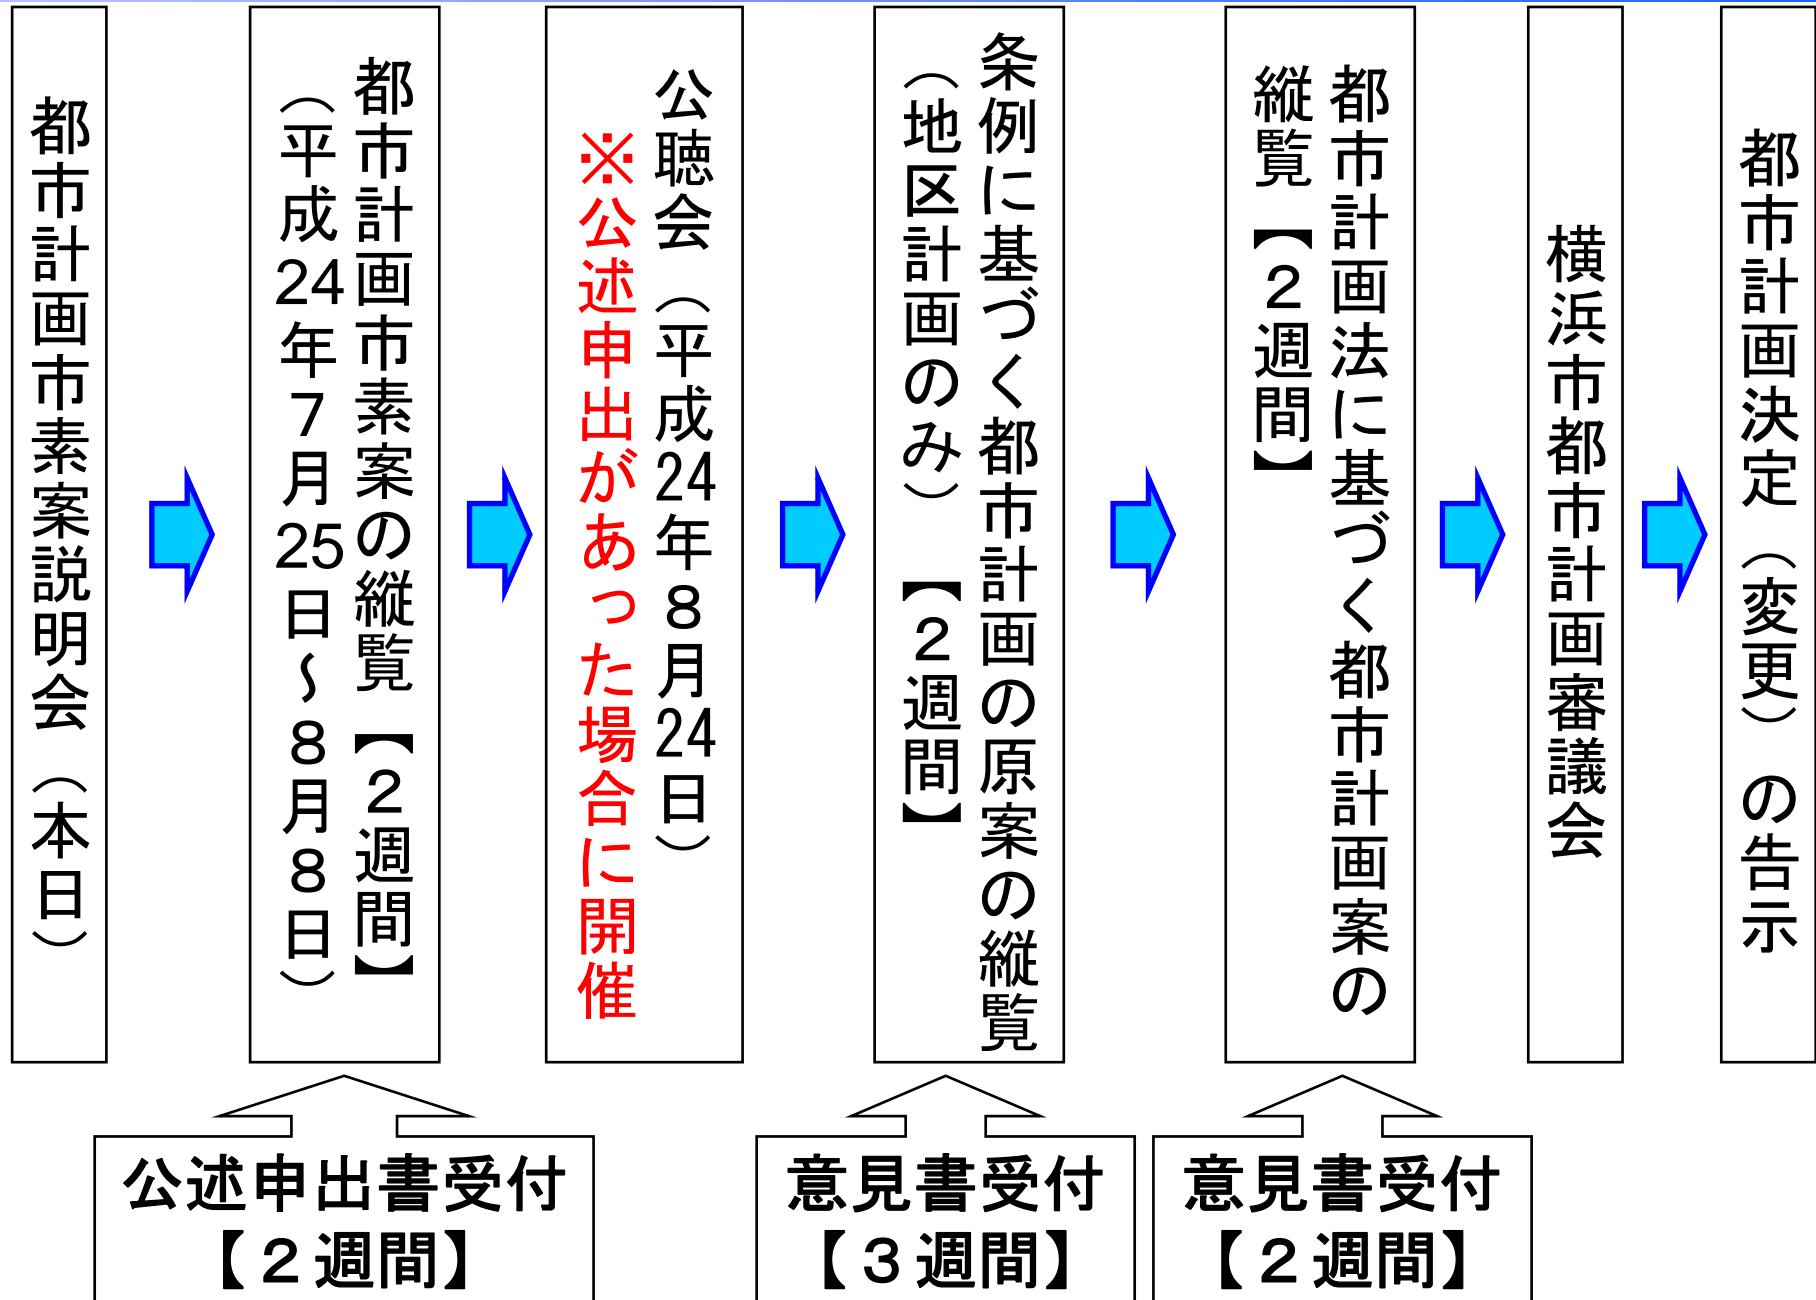 都市計画市素案説明会（本日）
都市計画市素案の縦覧【２週間】
（平成24年７月25日～８月８日）
公聴会（平成24年８月24日）
※公述申出があった場合に開催
条例に基づく都市計画の原案の縦覧
（地区計画のみ）【２週間】
都市計画法に基づく都市計画案の
縦覧【２週間】
横浜市都市計画審議会
都市計画決定（変更）の告示
公述申出書受付
【２週間】
意見書受付
【３週間】
意見書受付
【２週間】